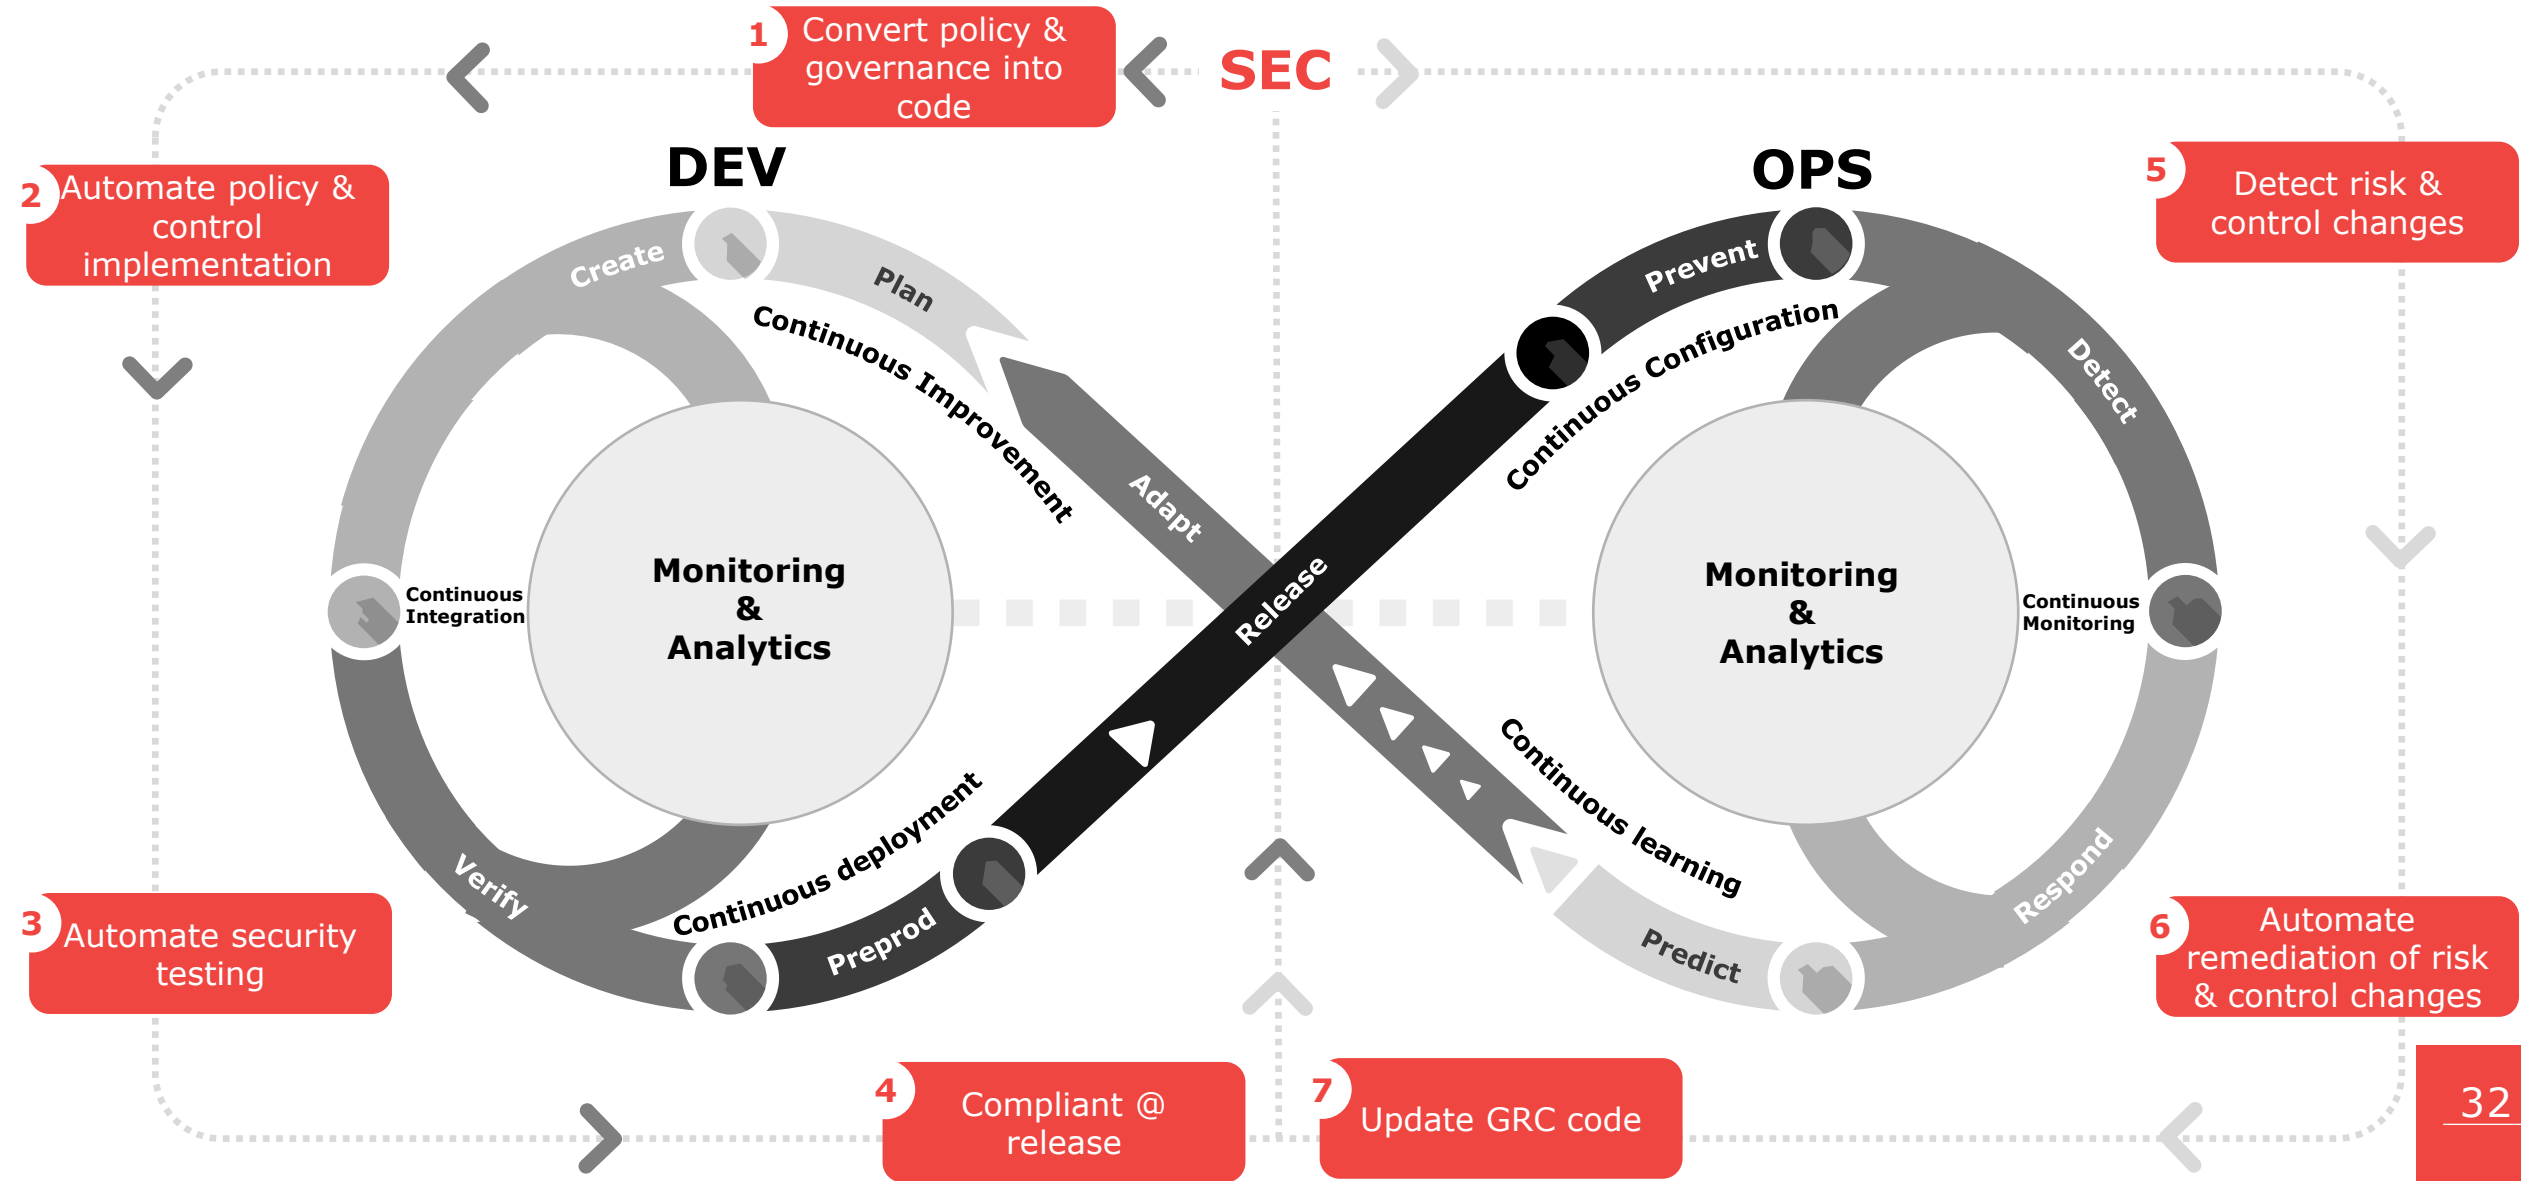 1
Convert policy &
governance into
code
SEC
DEV
OPS
2
Automate policy &
control
implementation
5
Detect risk &
control changes
Create
Plan
Prevent
Detect
Continuous Improvement
Continuous Configuration
Adapt
Monitoring
&
Analytics
Monitoring
&
Analytics
Continuous
Integration
Release
Continuous
Monitoring
Continuous deployment
Continuous learning
Verify
Preprod
Predict
Respond
3
Automate security
testing
6
Automate
remediation of risk
& control changes
4
Compliant @
release
7
Update GRC code
32